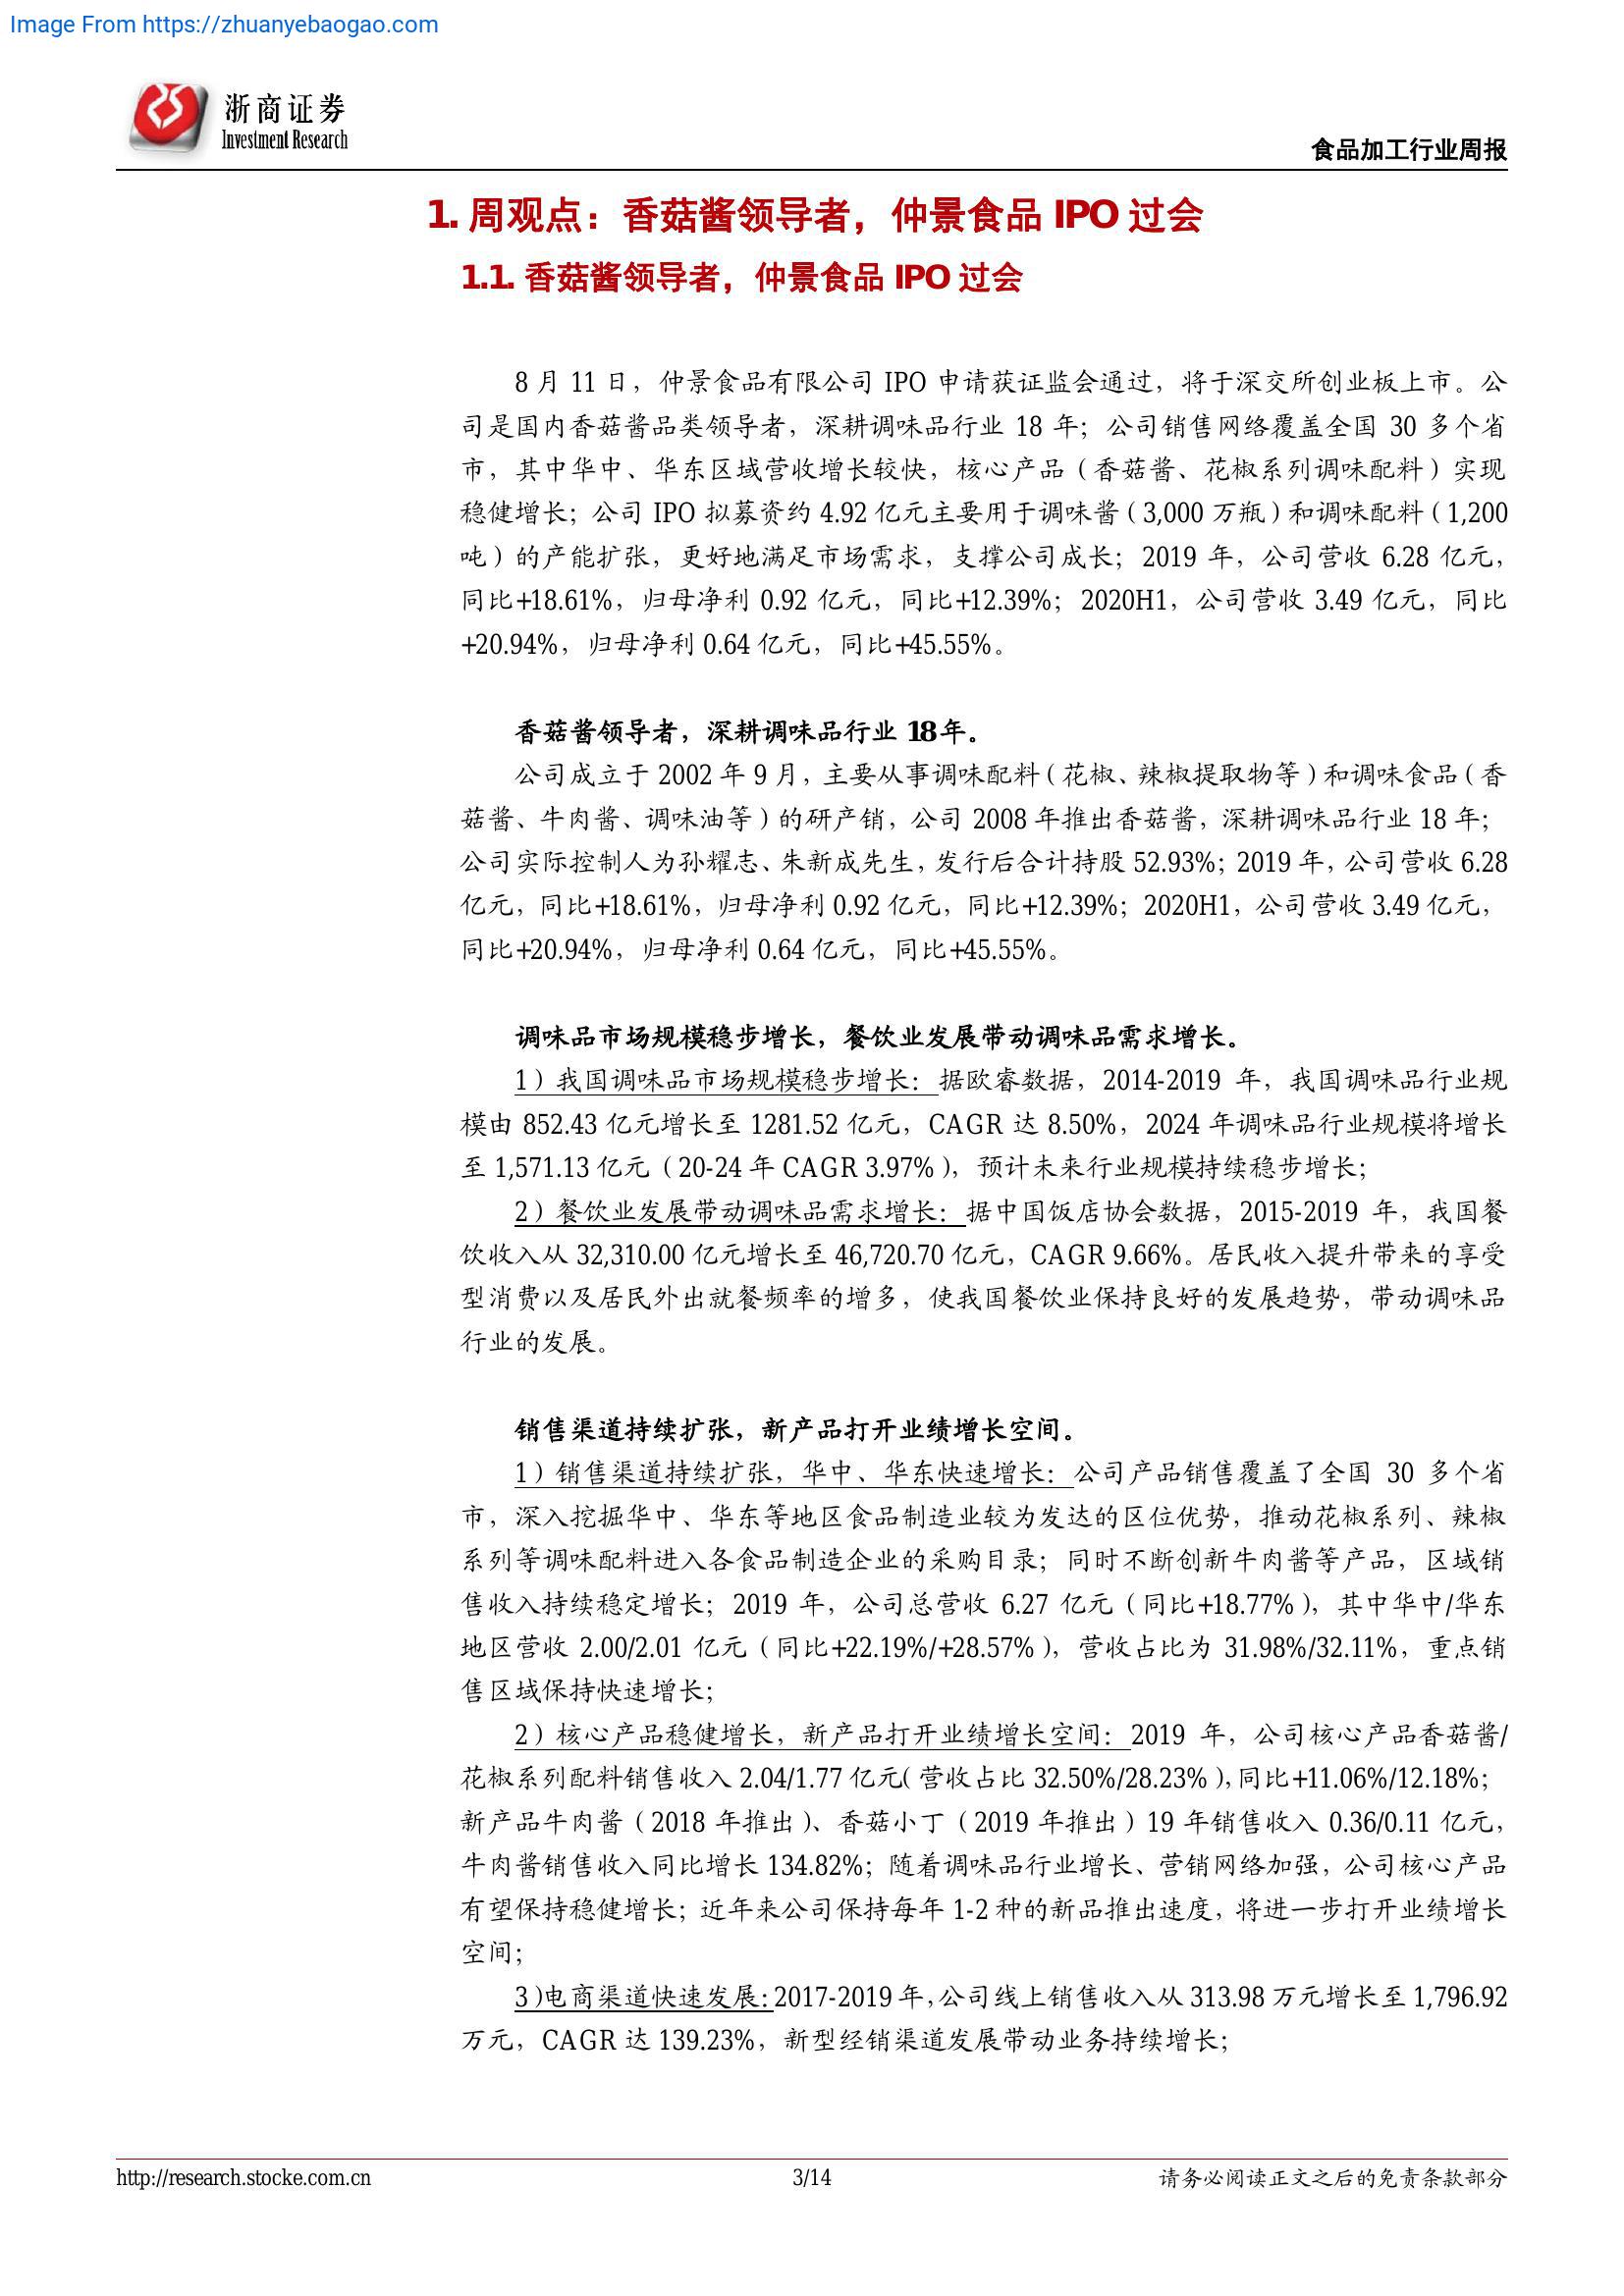 Image From https://zhuanyebaogao.com
浙商证券
Investment Research
食品加工行业周报
1. 周观点：香菇酱领导者，仲景食品 IPO 过会
1.1. 香菇酱领导者，仲景食品 IPO 过会
8 月 11 日，仲景食品有限公司 IPO 申请获证监会通过，将于深交所创业板上市。公
司是国内香菇酱品类领导者，深耕调味品行业 18 年；公司销售网络覆盖全国 30 多个省
市，其中华中、华东区域营收增长较快，核心产品（香菇酱、花椒系列调味配料）实现
稳健增长；公司 IPO 拟募资约 4.92 亿元主要用于调味酱（3,000 万瓶）和调味配料（1,200
吨）的产能扩张，更好地满足市场需求，支撑公司成长；2019 年，公司营收 6.28 亿元，
同比+18.61%，归母净利 0.92 亿元，同比+12.39%；2020H1，公司营收 3.49 亿元，同比
+20.94%，归母净利 0.64 亿元，同比+45.55%。
香菇酱领导者，深耕调味品行业 18 年。
公司成立于 2002 年 9 月，主要从事调味配料（花椒、辣椒提取物等）和调味食品（香
菇酱、牛肉酱、调味油等）的研产销，公司 2008 年推出香菇酱，深耕调味品行业 18 年；
公司实际控制人为孙耀志、朱新成先生，发行后合计持股 52.93%；2019 年，公司营收 6.28
亿元，同比+18.61%，归母净利 0.92 亿元，同比+12.39%；2020H1，公司营收 3.49 亿元，
同比+20.94%，归母净利 0.64 亿元，同比+45.55%。
调味品市场规模稳步增长，餐饮业发展带动调味品需求增长。
1）我国调味品市场规模稳步增长：据欧睿数据，2014-2019 年，我国调味品行业规
模由 852.43 亿元增长至 1281.52 亿元，CAGR 达 8.50%，2024 年调味品行业规模将增长
至 1,571.13 亿元（20-24 年 CAGR 3.97%），预计未来行业规模持续稳步增长；
2）餐饮业发展带动调味品需求增长：据中国饭店协会数据，2015-2019 年，我国餐
饮收入从 32,310.00 亿元增长至 46,720.70 亿元，CAGR 9.66%。居民收入提升带来的享受
型消费以及居民外出就餐频率的增多，使我国餐饮业保持良好的发展趋势，带动调味品
行业的发展。
销售渠道持续扩张，新产品打开业绩增长空间。
1）销售渠道持续扩张，华中、华东快速增长：公司产品销售覆盖了全国 30 多个省
市，深入挖掘华中、华东等地区食品制造业较为发达的区位优势，推动花椒系列、辣椒
系列等调味配料进入各食品制造企业的采购目录；同时不断创新牛肉酱等产品，区域销
售收入持续稳定增长；2019 年，公司总营收 6.27 亿元（同比+18.77%），其中华中/华东
地区营收 2.00/2.01 亿元（同比+22.19%/+28.57%），营收占比为 31.98%/32.11%，重点销
售区域保持快速增长；
2）核心产品稳健增长，新产品打开业绩增长空间：2019 年，公司核心产品香菇酱/
花椒系列配料销售收入 2.04/1.77 亿元（营收占比 32.50%/28.23%），同比+11.06%/12.18%；
新产品牛肉酱（2018 年推出）、香菇小丁（2019 年推出）19 年销售收入 0.36/0.11 亿元，
牛肉酱销售收入同比增长 134.82%；随着调味品行业增长、营销网络加强，公司核心产品
有望保持稳健增长；近年来公司保持每年 1-2 种的新品推出速度，将进一步打开业绩增长
空间；
3）电商渠道快速发展：2017-2019 年，公司线上销售收入从 313.98 万元增长至 1,796.92
万元，CAGR 达 139.23%，新型经销渠道发展带动业务持续增长；
http://research.stocke.com.cn
3/14
请务必阅读正文之后的免责条款部分